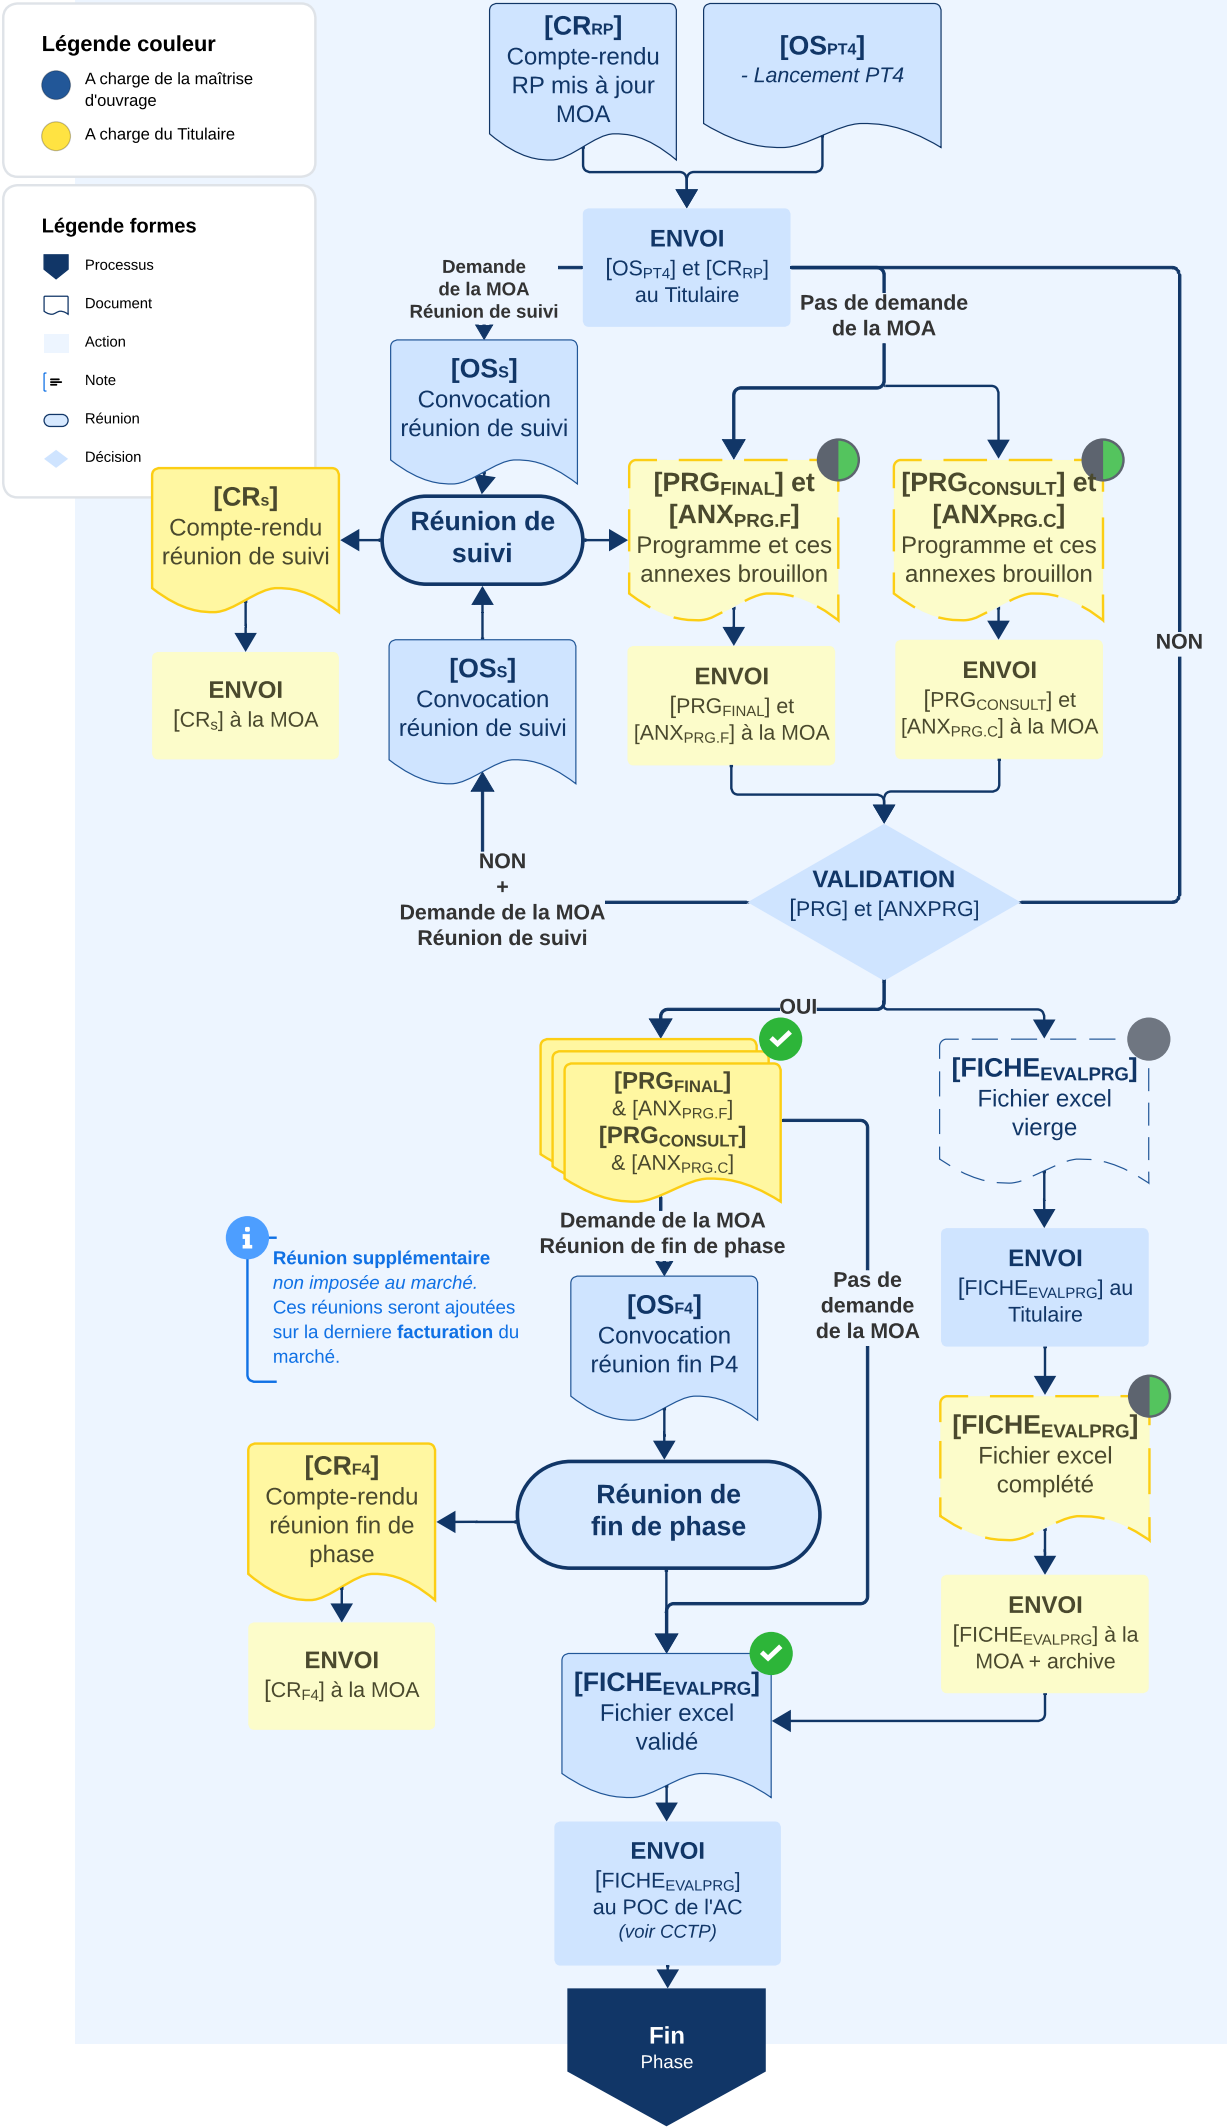 Légende couleur
A charge de la maîtrise
d'ouvrage
A charge du Titulaire
Légende formes
Processus
Document
Action
Note
Réunion
Décision
[CRRP]
Compte-rendu
RP mis à jour
MOA
[OSPT4]
- Lancement PT4
ENVOI
[OSPT4] et [CRRP]
au Titulaire
Demande
de la MOA
Réunion de suivi
Pas de demande
de la MOA
[OSS]
Convocation
réunion de suivi
[CRs]
Compte-rendu
réunion de suivi
Réunion de
suivi
[PRGFINAL] et
[ANXPRG.F]
Programme et ces
annexes brouillon
[PRGCONSULT] et
[ANXPRG.C]
Programme et ces
annexes brouillon
ENVOI
[CRs] à la MOA
[OSS]
Convocation
réunion de suivi
ENVOI
[PRGFINAL] et
[ANXPRG.F] à la MOA
ENVOI
[PRGCONSULT] et
[ANXPRG.C] à la MOA
NON
NON
+
Demande de la MOA
Réunion de suivi
VALIDATION
[PRG] et [ANXPRG]
OUI
[PRGFINAL]
& [ANXPRG.F]
[PRGCONSULT]
& [ANXPRG.C]
[FICHEEVALPRG]
Fichier excel
vierge
Demande de la MOA
Réunion de fin de phase
Réunion supplémentaire
non imposée au marché.
Ces réunions seront ajoutées
sur la derniere facturation du
marché.
Pas de
demande
de la MOA
ENVOI
[FICHEEVALPRG] au
Titulaire
[OSF4]
Convocation
réunion fin P4
[FICHEEVALPRG]
Fichier excel
complété
[CRF4]
Compte-rendu
réunion fin de
phase
Réunion de
fin de phase
ENVOI
[FICHEEVALPRG] à la
MOA + archive
ENVOI
[CRF4] à la MOA
[FICHEEVALPRG]
Fichier excel
validé
ENVOI
[FICHEEVALPRG]
au POC de l'AC
(voir CCTP)
Fin
Phase